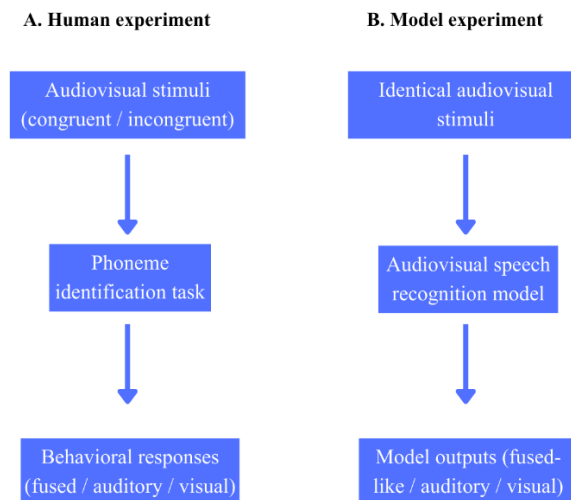 A. Human experiment
Audiovisual stimuli
(congruent / incongruent)
Phoneme
identification task
Behavioral responses
(fused / auditory / visual)
B. Model experiment
Identical audiovisual
stimuli
Audiovisual speech
recognition model
Model outputs (fused-
like / auditory / visual)